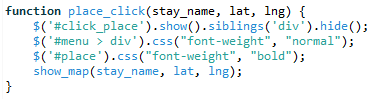 function place_click(stay_name, lat, lng) {
    $('#click_place').show().siblings('div').hide();
    $('#menu > div').css("font-weight", "normal");
    $('#place').css("font-weight", "bold");
    show_map(stay_name, lat, lng);
}